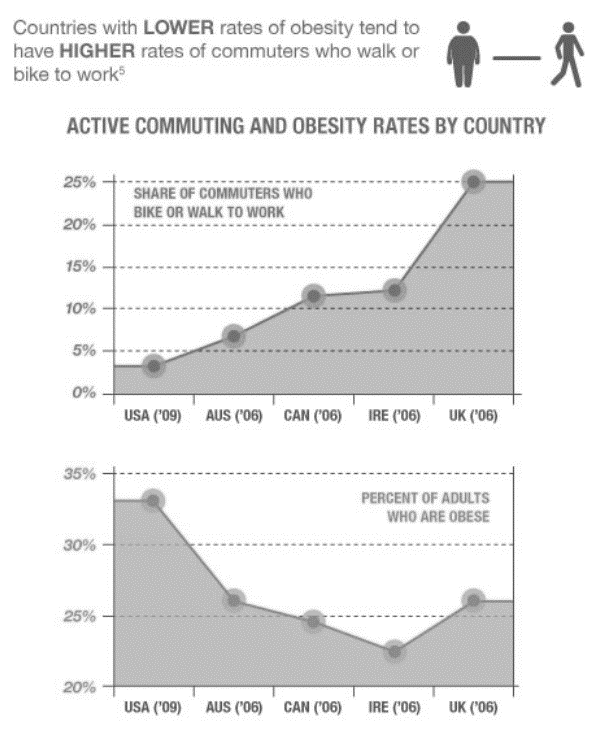 Countries with LOWER rates of obesity tend to
have HIGHER rates of commuters who walk or
bike to work⁵
ACTIVE COMMUTING AND OBESITY RATES BY COUNTRY
SHARE OF COMMUTERS WHO
BIKE OR WALK TO WORK
25%
20%
15%
10%
5%
0%
USA ('09) AUS ('06) CAN ('06) IRE ('06) UK ('06)
PERCENT OF ADULTS
WHO ARE OBESE
35%
30%
25%
20%
USA ('09) AUS ('06) CAN ('06) IRE ('06) UK ('06)